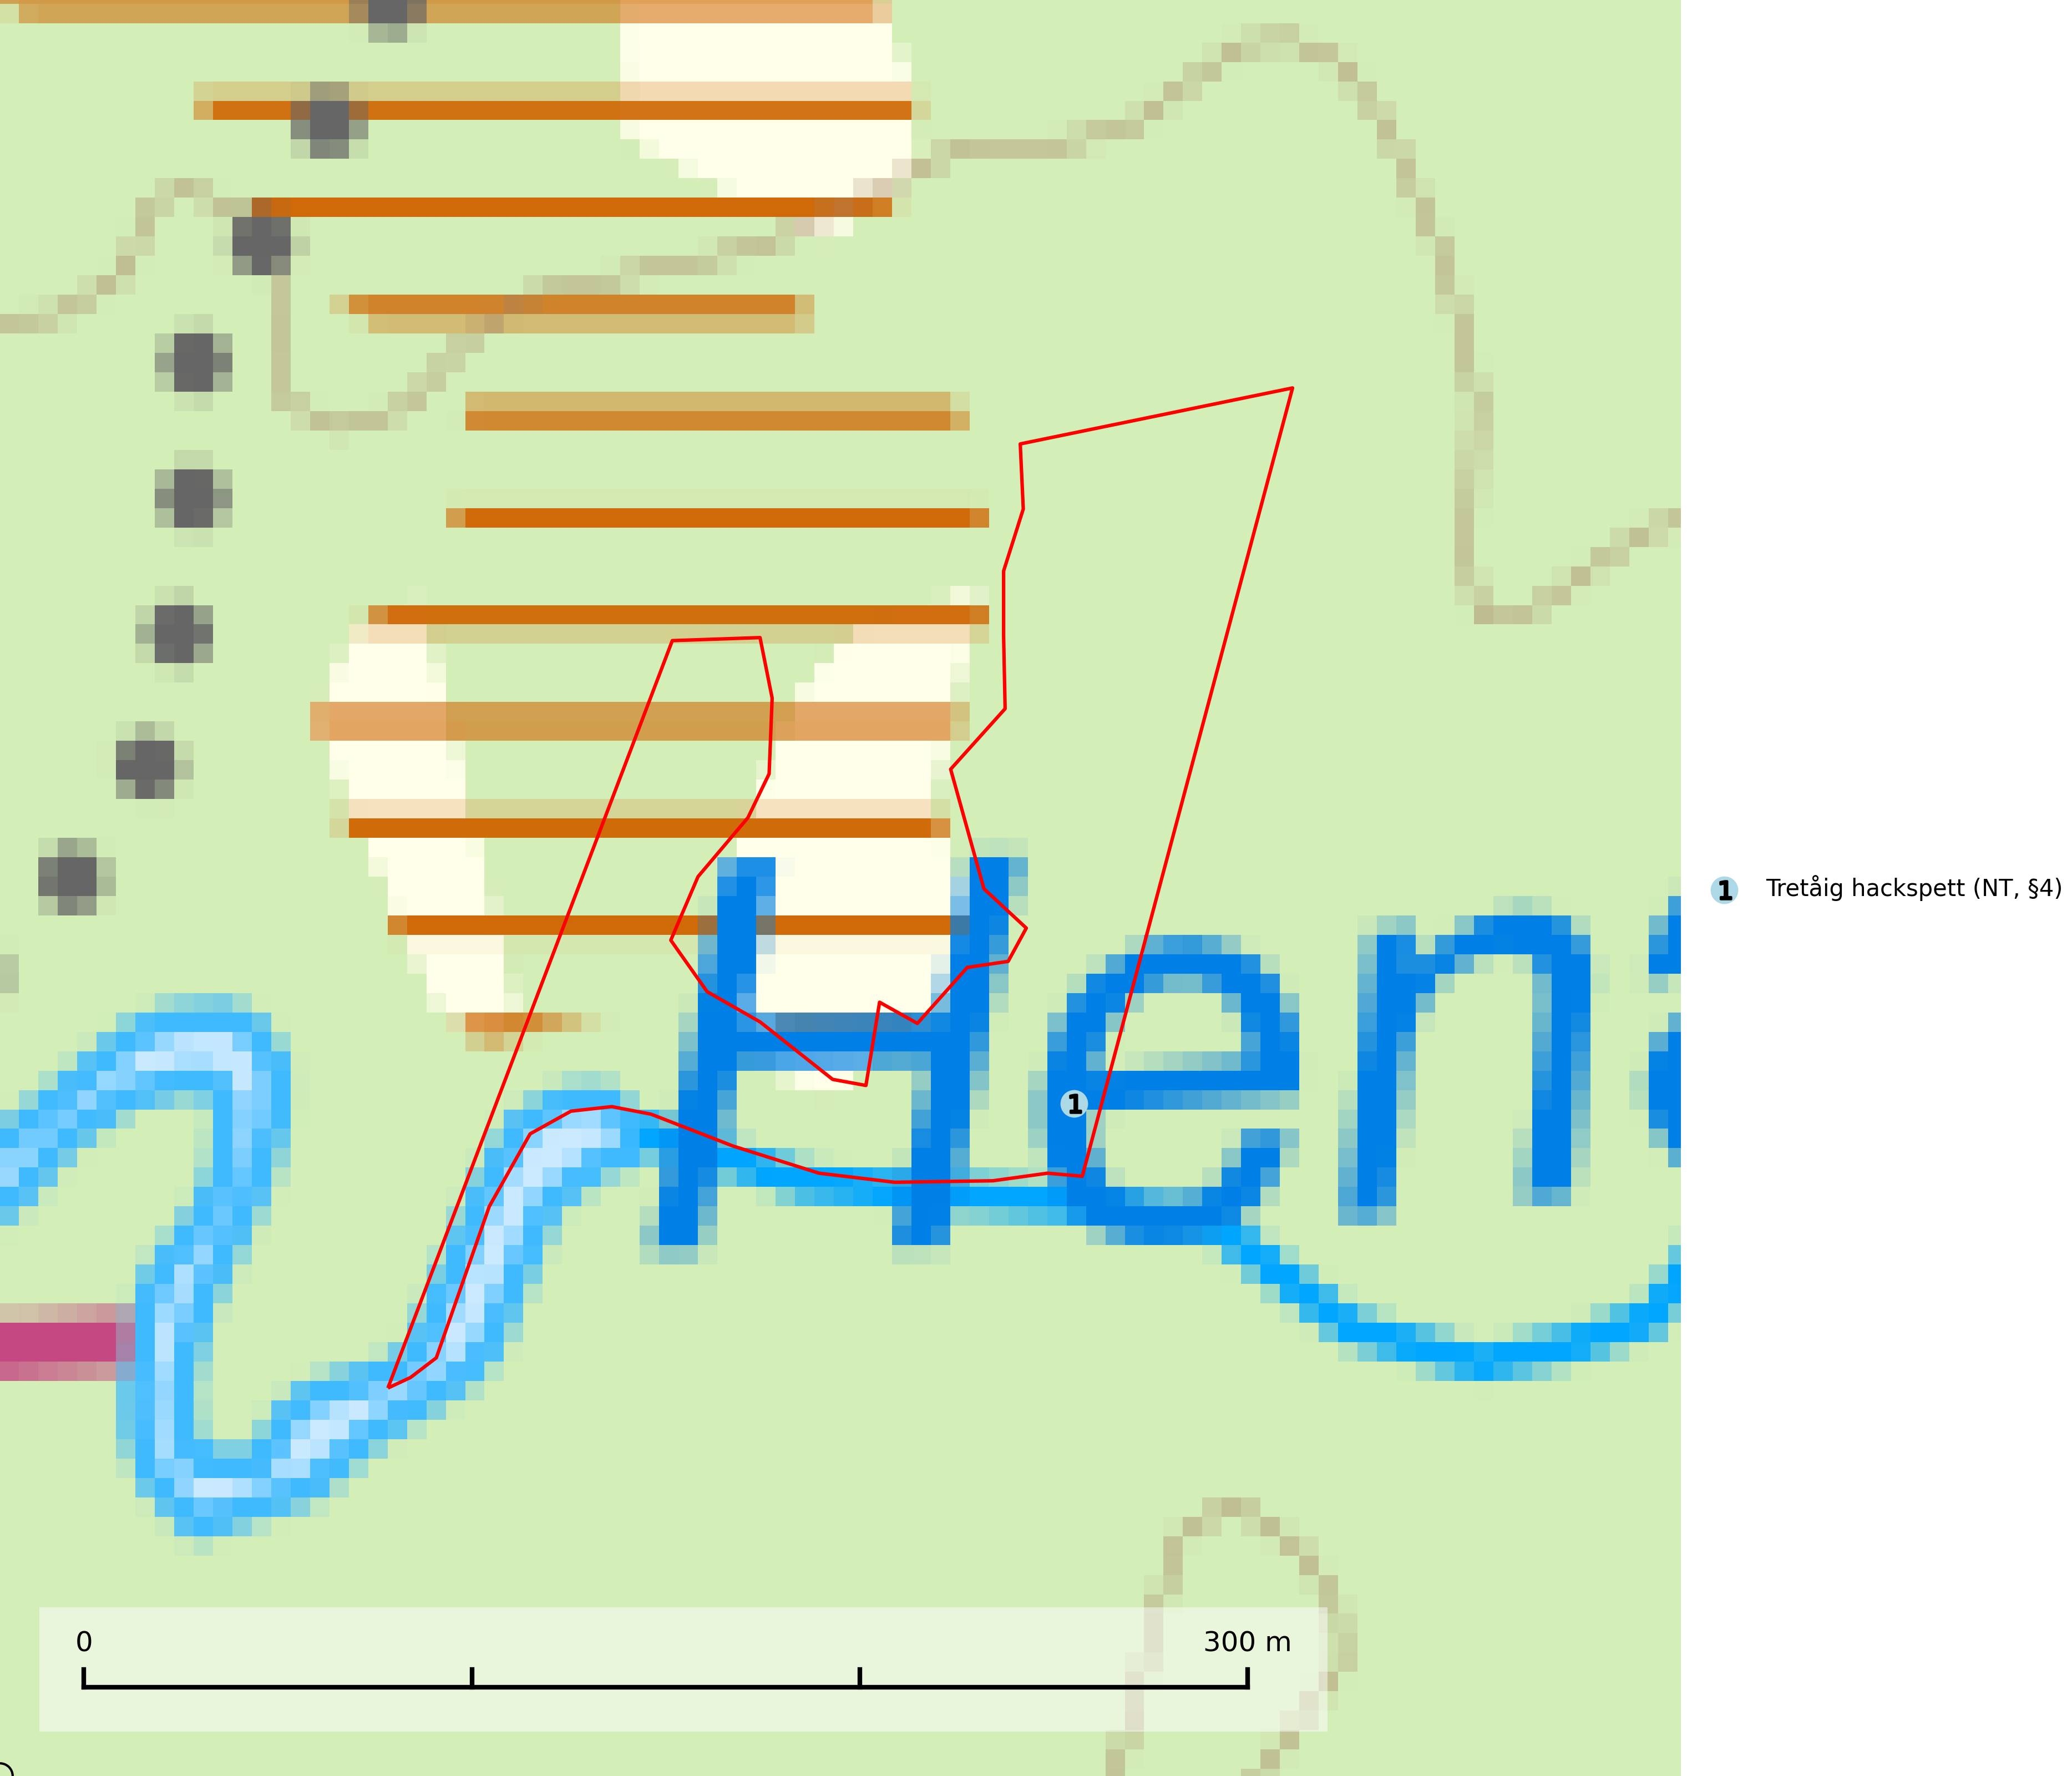 1 Tretåig hackspett (NT, §4)
Hen
1
0 300 m